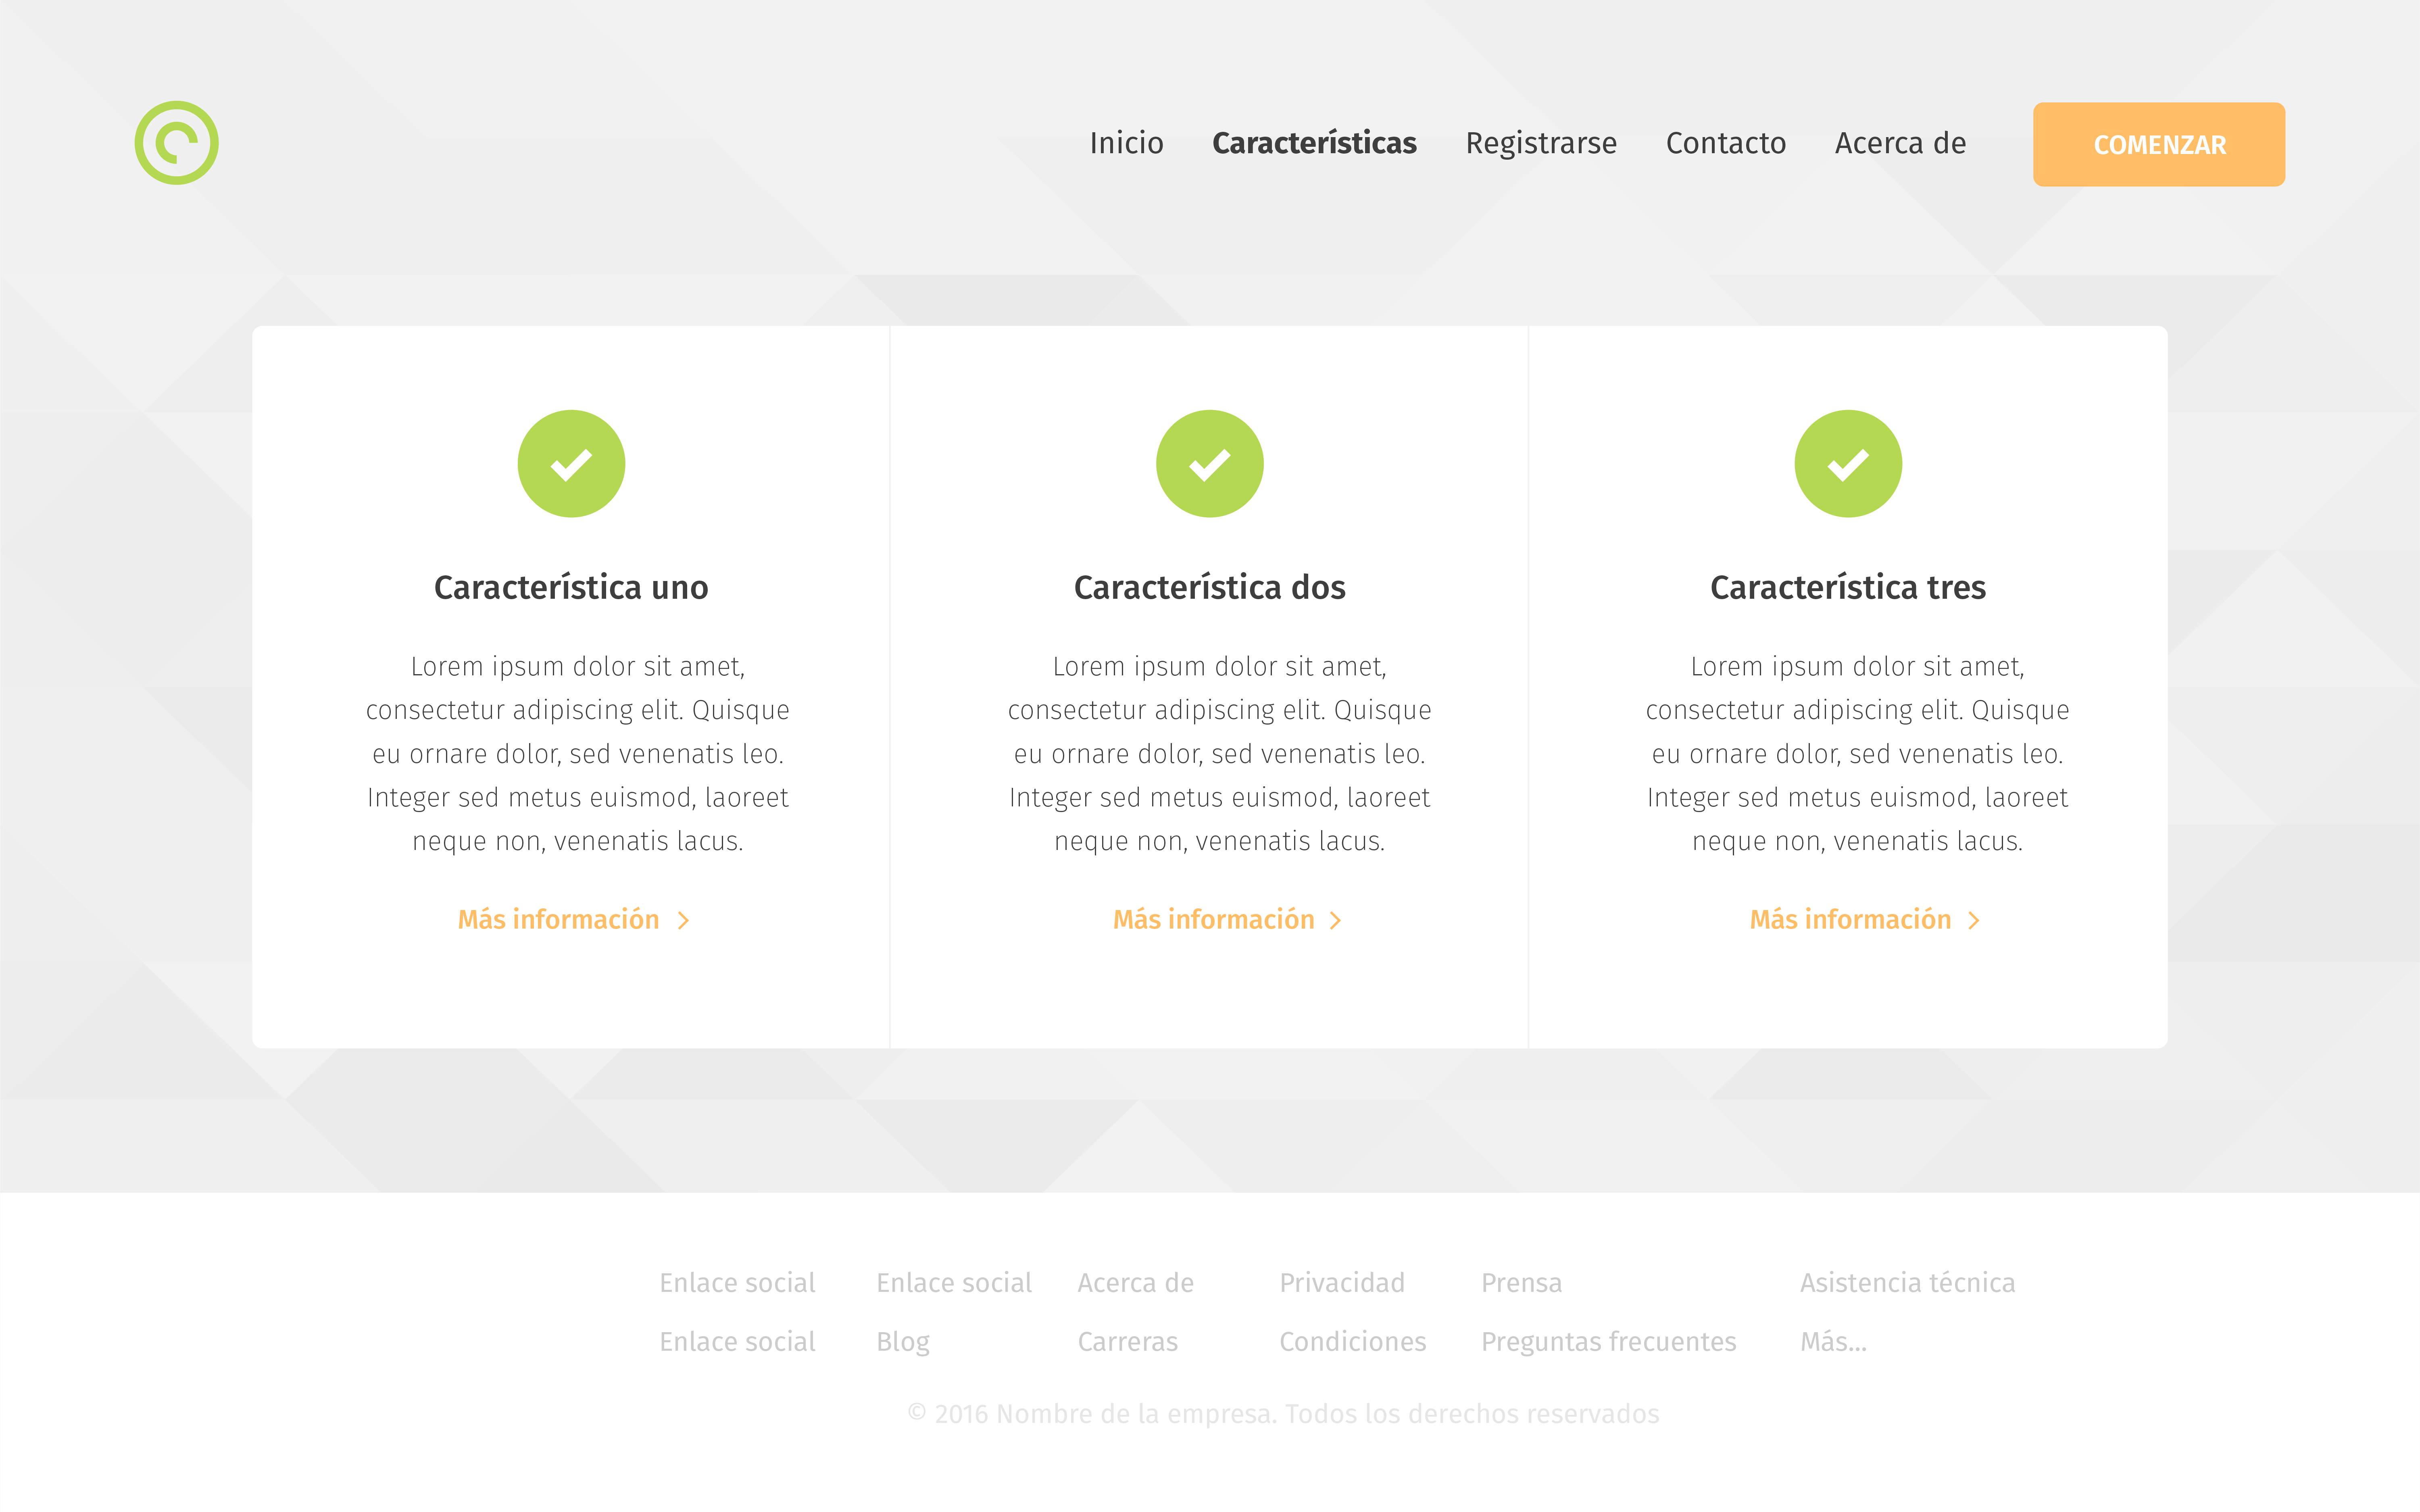 Inicio Características Registrarse Contacto Acerca de COMENZAR
Característica uno
Lorem ipsum dolor sit amet,
consectetur adipiscing elit. Quisque
eu ornare dolor, sed venenatis leo.
Integer sed metus euismod, laoreet
neque non, venenatis lacus.
Más información
Característica dos
Lorem ipsum dolor sit amet,
consectetur adipiscing elit. Quisque
eu ornare dolor, sed venenatis leo.
Integer sed metus euismod, laoreet
neque non, venenatis lacus.
Más información
Característica tres
Lorem ipsum dolor sit amet,
consectetur adipiscing elit. Quisque
eu ornare dolor, sed venenatis leo.
Integer sed metus euismod, laoreet
neque non, venenatis lacus.
Más información
Enlace social Enlace social Acerca de Privacidad Prensa Asistencia técnica
Enlace social Blog Carreras Condiciones Preguntas frecuentes Más...
© 2016 Nombre de la empresa. Todos los derechos reservados